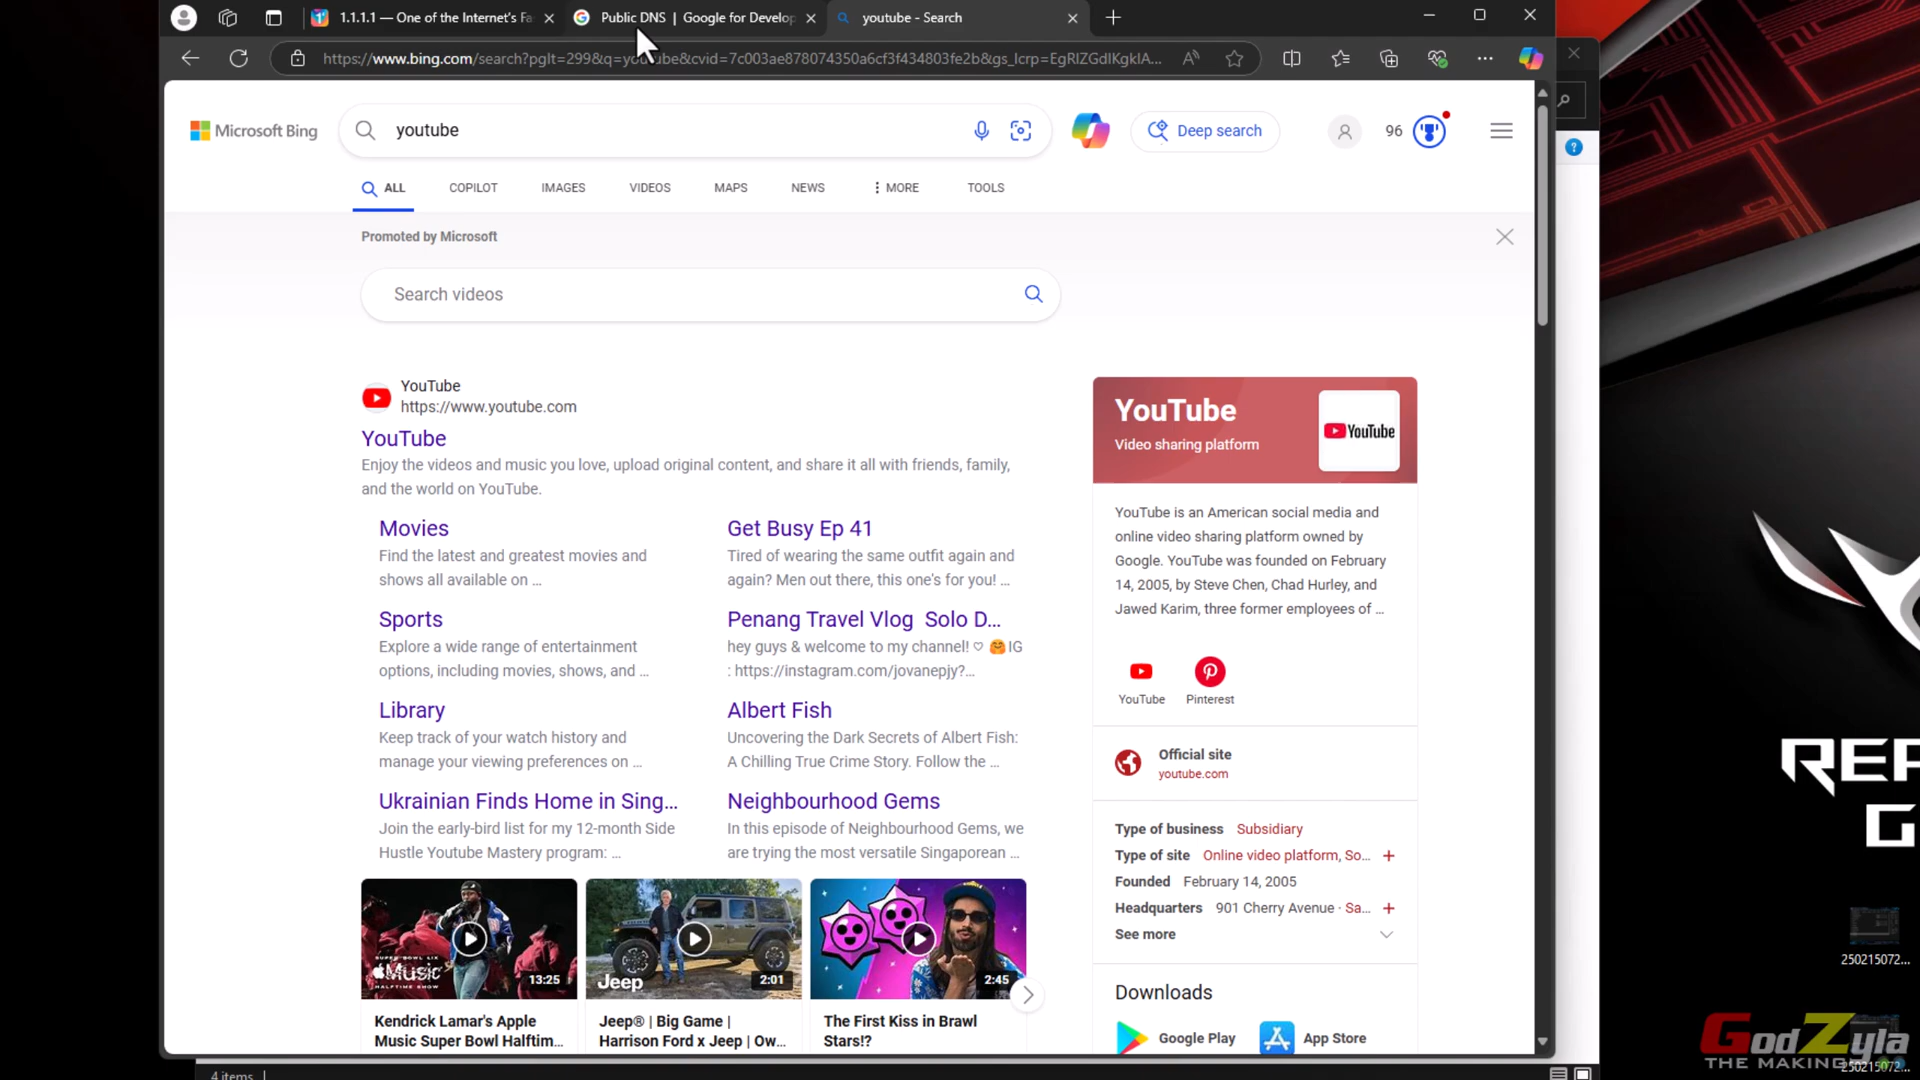 1.1.1.1 — One of the Internet's Fa
Public DNS | Google for Develop
youtube - Search
https://www.bing.com/search?pglt=299&q=youtube&cvid=7c003ae878074350a6cf3f434803fe2b&gs_lcrp=EgRlZGdlKgkIA...
Microsoft Bing
youtube
Deep search
96
ALL
COPILOT
IMAGES
VIDEOS
MAPS
NEWS
MORE
TOOLS
Promoted by Microsoft
Search videos
YouTube
https://www.youtube.com
YouTube
Enjoy the videos and music you love, upload original content, and share it all with friends, family,
and the world on YouTube.
Movies
Find the latest and greatest movies and
shows all available on ...
Get Busy Ep 41
Tired of wearing the same outfit again and
again? Men out there, this one's for you! ...
Sports
Explore a wide range of entertainment
options, including movies, shows, and ...
Penang Travel Vlog Solo D...
hey guys & welcome to my channel! ♡ 🤗 IG
: https://instagram.com/jovanepjy?...
Library
Keep track of your watch history and
manage your viewing preferences on ...
Albert Fish
Uncovering the Dark Secrets of Albert Fish:
A Chilling True Crime Story. Follow the ...
Ukrainian Finds Home in Sing...
Join the early-bird list for my 12-month Side
Hustle Youtube Mastery program: ...
Neighbourhood Gems
In this episode of Neighbourhood Gems, we
are trying the most versatile Singaporean ...
SUPER BOWL LIX
Music
HALFTIME SHOW
13:25
Jeep
2:01
2:45
Kendrick Lamar's Apple
Music Super Bowl Halftim...
Jeep® | Big Game |
Harrison Ford x Jeep | Ow...
The First Kiss in Brawl
Stars!?
YouTube
Video sharing platform
YouTube
YouTube is an American social media and
online video sharing platform owned by
Google. YouTube was founded on February
14, 2005, by Steve Chen, Chad Hurley, and
Jawed Karim, three former employees of ...
YouTube
Pinterest
Official site
youtube.com
Type of business Subsidiary
Type of site Online video platform, So...
Founded February 14, 2005
Headquarters 901 Cherry Avenue · Sa...
See more
Downloads
Google Play
App Store
4 items
REP
G
250215072...
GodZyla
THE MAKING
250215072...